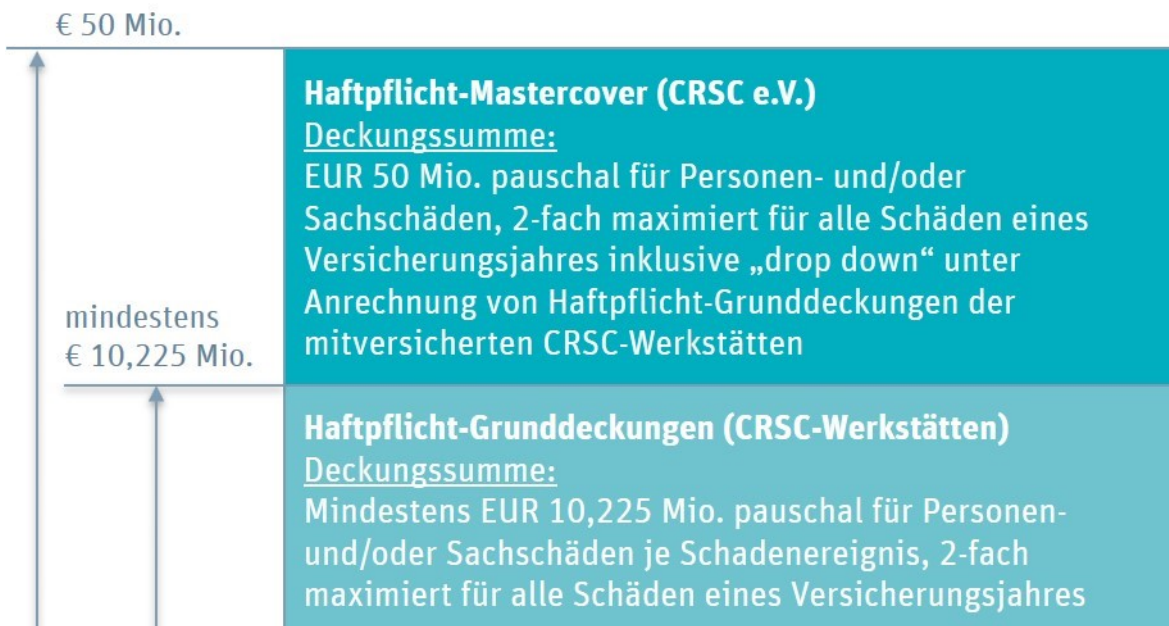 € 50 Mio.
Haftpflicht-Mastercover (CRSC e.V.)
Deckungssumme:
EUR 50 Mio. pauschal für Personen- und/oder
Sachschäden, 2-fach maximiert für alle Schäden eines
Versicherungsjahres inklusive „drop down“ unter
Anrechnung von Haftpflicht-Grunddeckungen der
mitversicherten CRSC-Werkstätten
mindestens
€ 10,225 Mio.
Haftpflicht-Grunddeckungen (CRSC-Werkstätten)
Deckungssumme:
Mindestens EUR 10,225 Mio. pauschal für Personen-
und/oder Sachschäden je Schadenereignis, 2-fach
maximiert für alle Schäden eines Versicherungsjahres